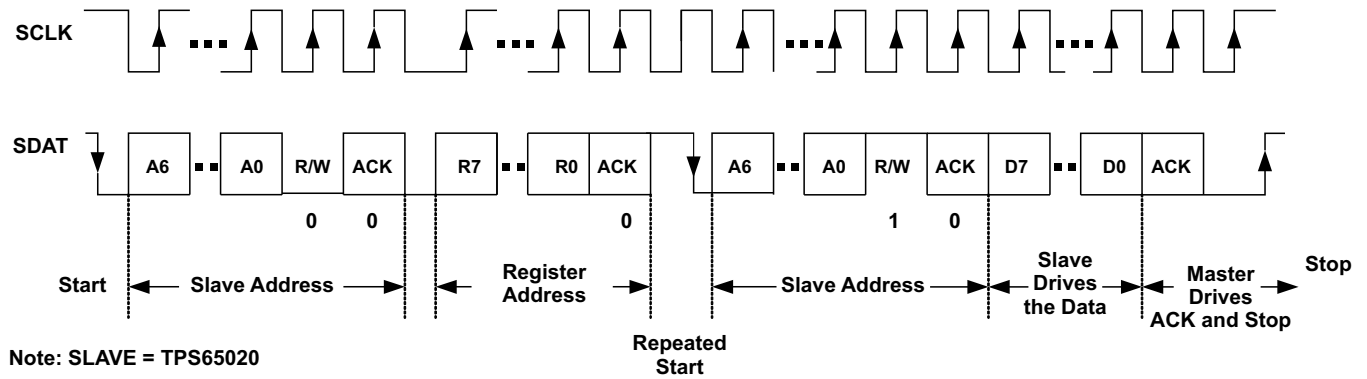 SCLK
SDAT
A6 A0 R/W ACK R7 R0 ACK A6 A0 R/W ACK D7 D0 ACK
0 0 0 1 0
Start
Slave Address
Register
Address
Repeated
Start
Slave Address
Slave
Drives
the Data
Master
Drives
ACK and Stop
Stop
Note: SLAVE = TPS65020